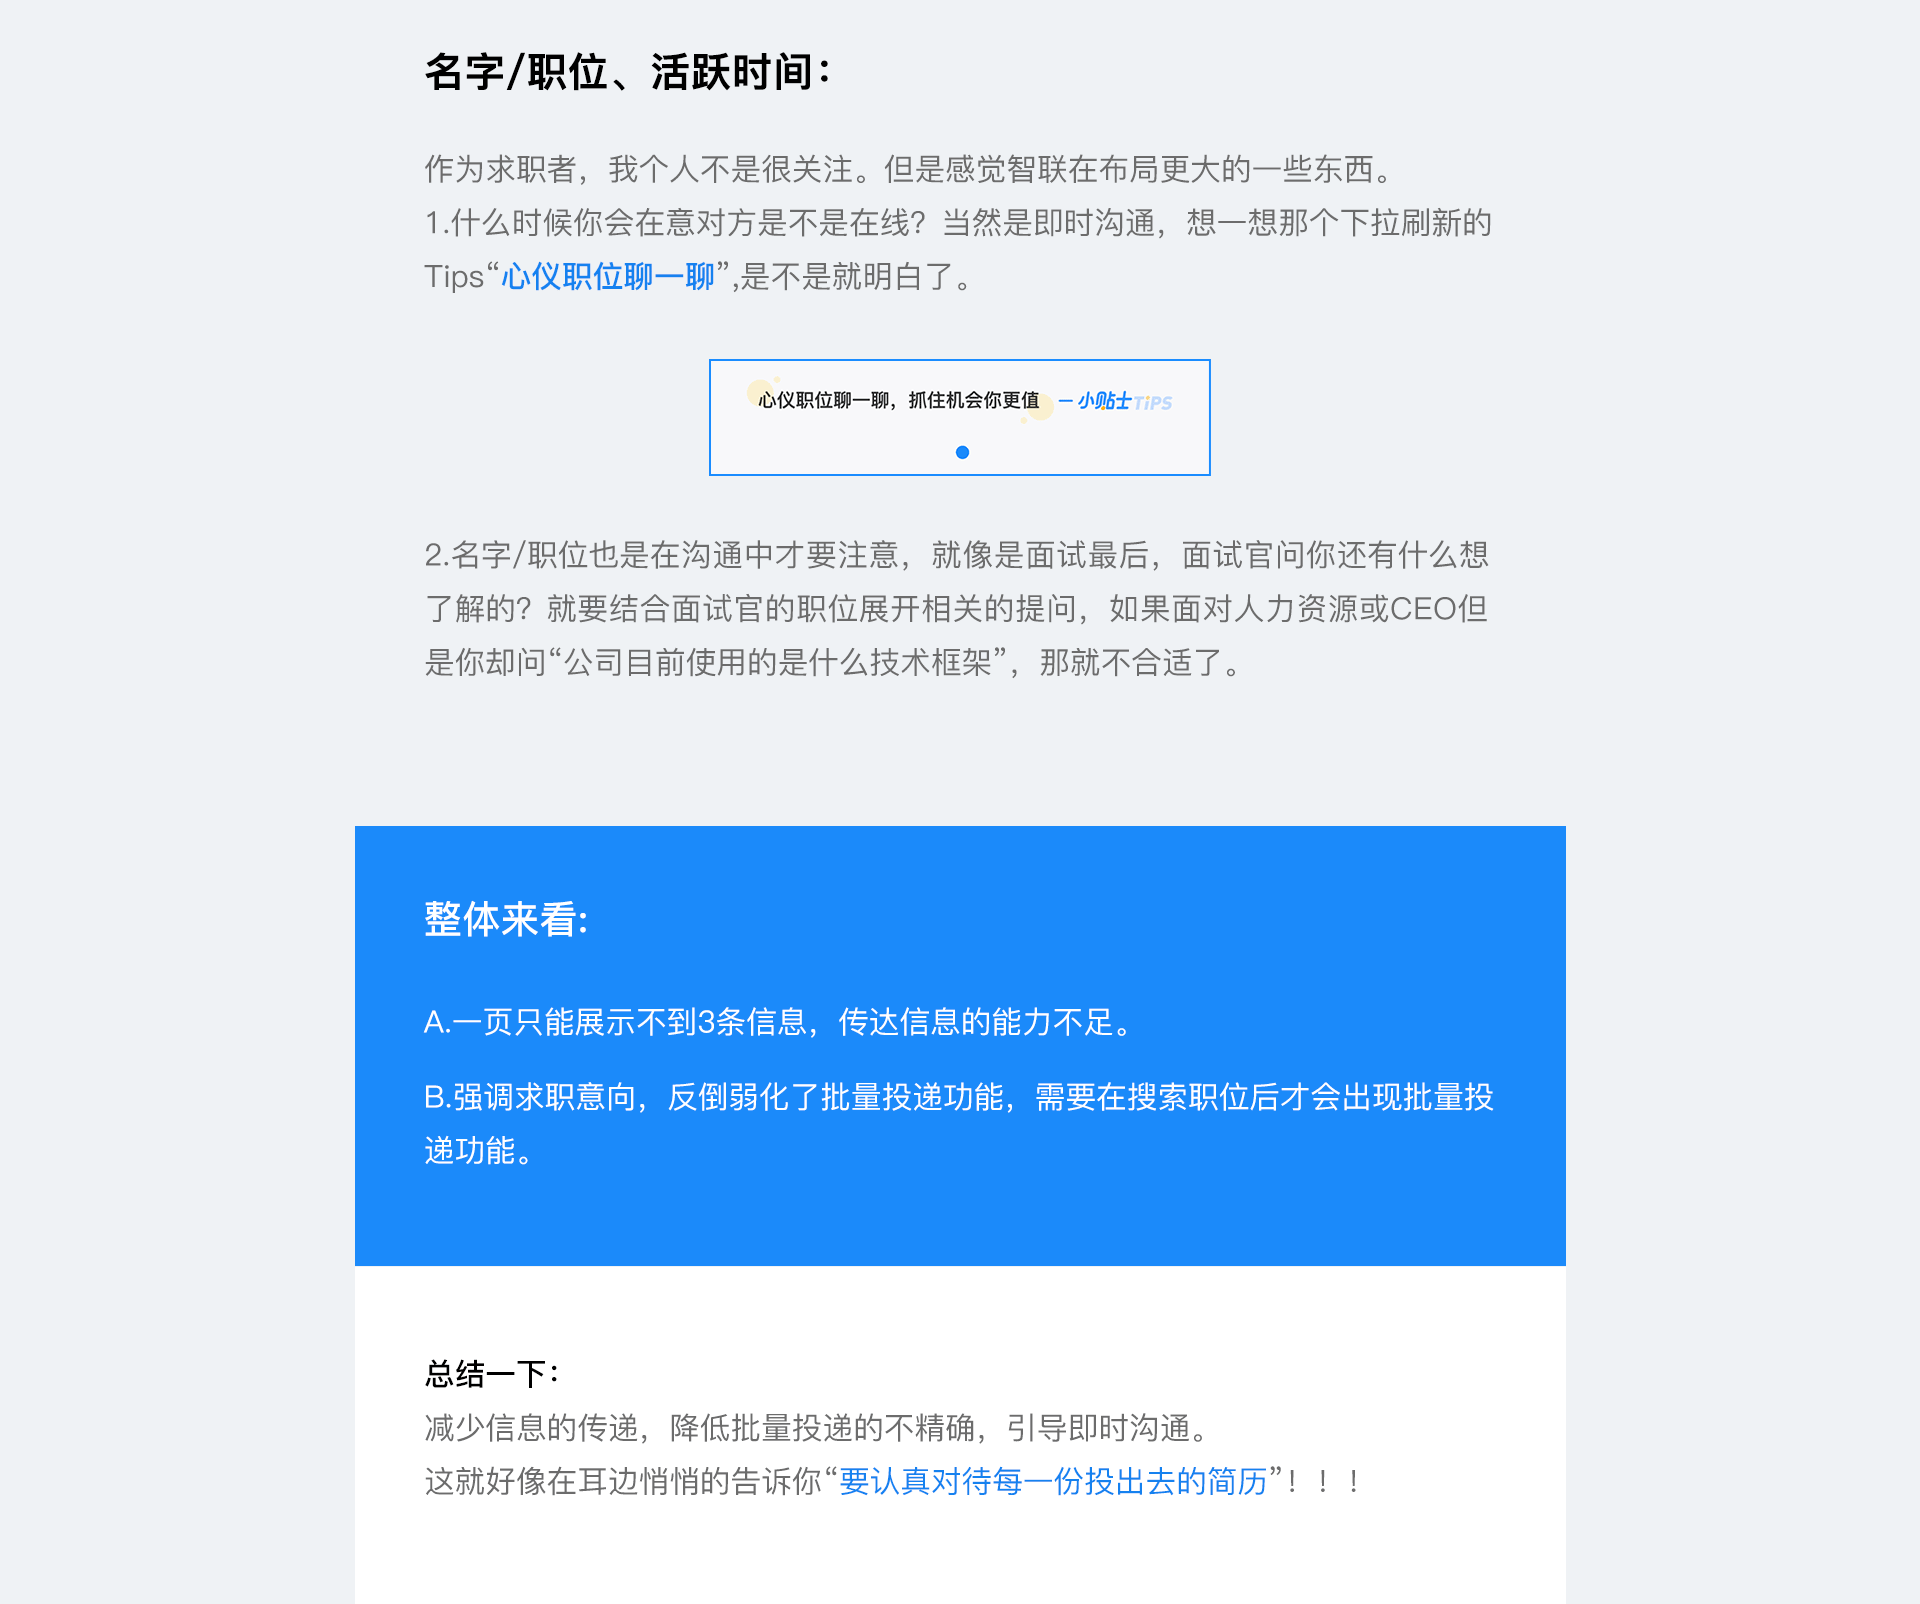 名字/职位、活跃时间：
作为求职者，我个人不是很关注。但是感觉智联在布局更大的一些东西。
1.什么时候你会在意对方是不是在线？当然是即时沟通，想一想那个下拉刷新的
Tips“心仪职位聊一聊”,是不是就明白了。
心仪职位聊一聊，抓住机会你更值 — 小贴士TiPS
2.名字/职位也是在沟通中才要注意，就像是面试最后，面试官问你还有什么想
了解的？就要结合面试官的职位展开相关的提问，如果面对人力资源或CEO但
是你却问“公司目前使用的是什么技术框架”，那就不合适了。
整体来看:
A.一页只能展示不到3条信息，传达信息的能力不足。
B.强调求职意向，反倒弱化了批量投递功能，需要在搜索职位后才会出现批量投
递功能。
总结一下：
减少信息的传递，降低批量投递的不精确，引导即时沟通。
这就好像在耳边悄悄的告诉你“要认真对待每一份投出去的简历”！！！